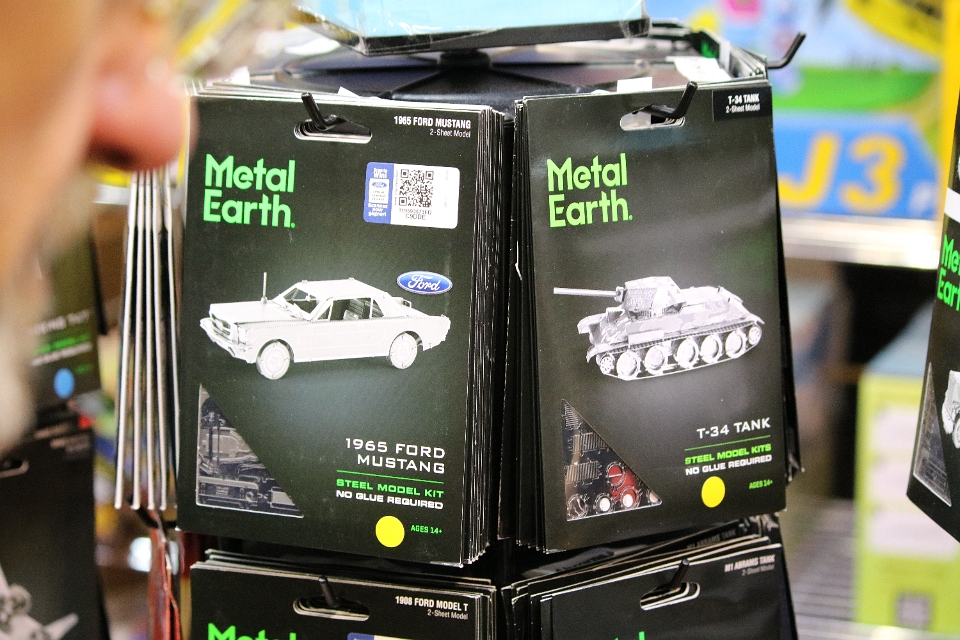 1965 FORD MUSTANG
2-Sheet Model
Metal
Earth.
Ford
1965 FORD
MUSTANG
STEEL MODEL KIT
NO GLUE REQUIRED
AGES 14+
T-34 TANK
2-Sheet Model
Metal
Earth.
T-34 TANK
STEEL MODEL KITS
NO GLUE REQUIRED
AGES 14+
1908 FORD MODEL T
2-Sheet Model
Metal
M1 ABRAMS TANK
2-Sheet Model
Metal
J3